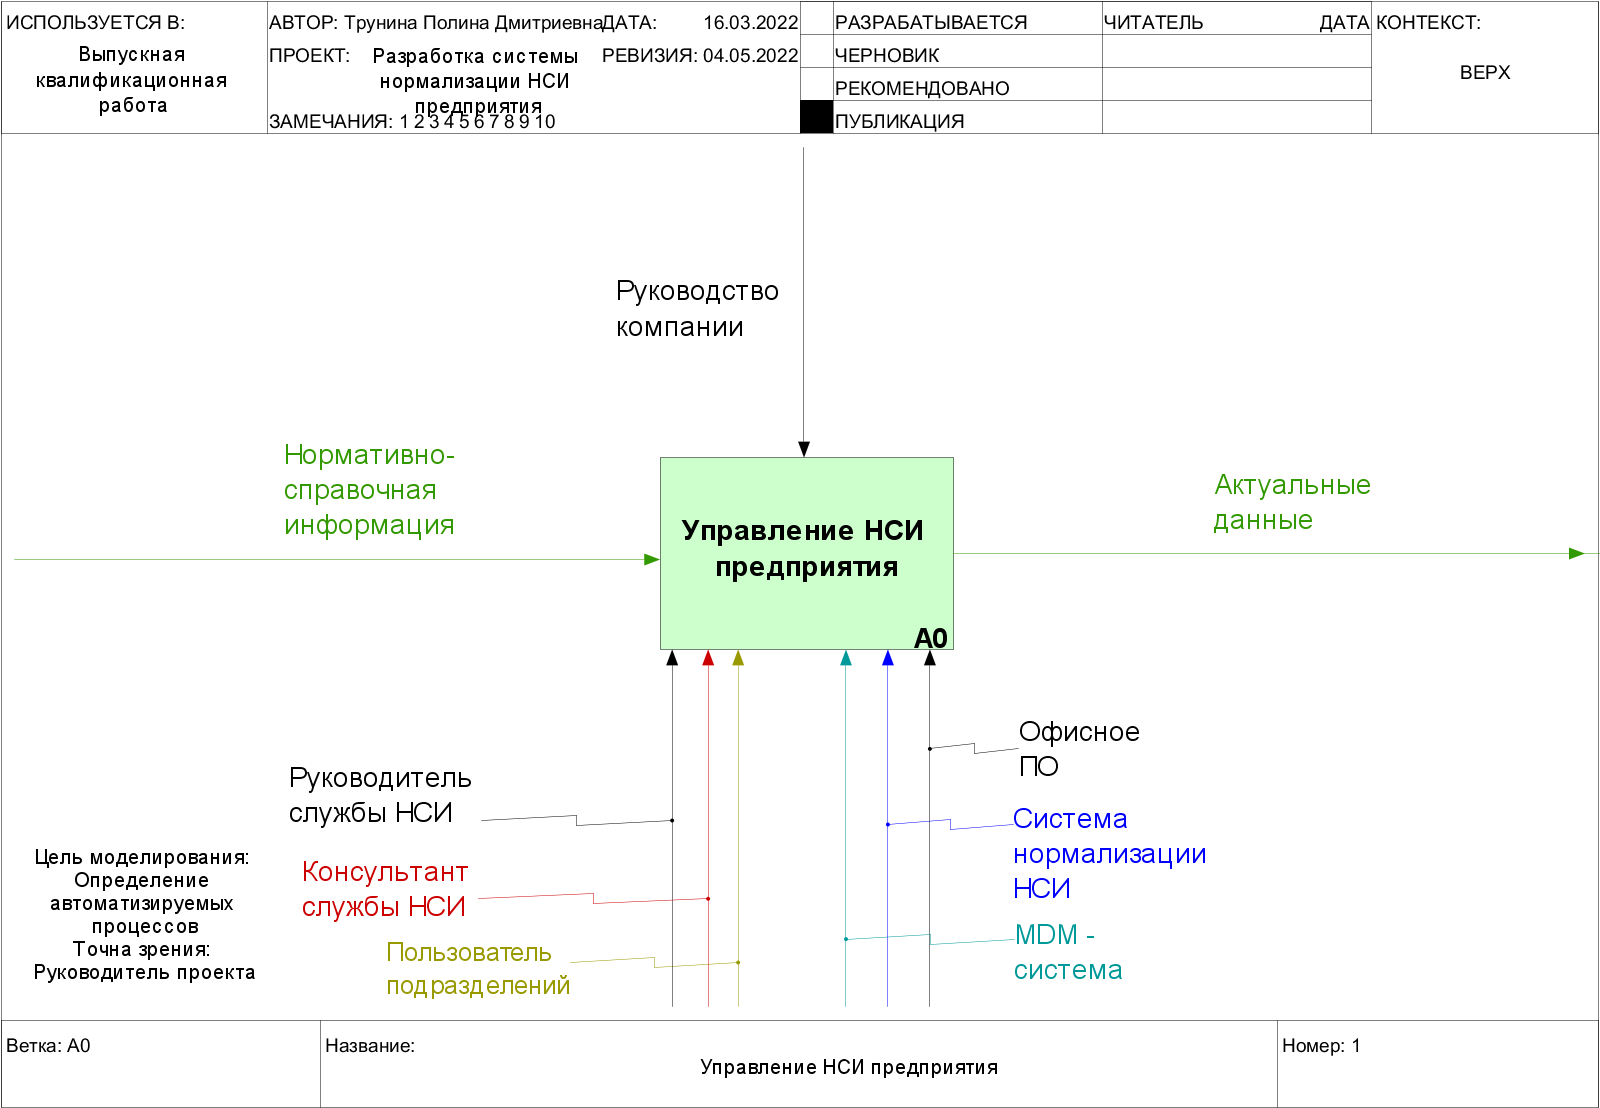 ИСПОЛЬЗУЕТСЯ В:
Выпускная
квалификационная
работа
АВТОР: Трунина Полина Дмитриевна
ДАТА: 16.03.2022
ПРОЕКТ: Разработка системы
нормализации НСИ
предприятия
РЕВИЗИЯ: 04.05.2022
ЗАМЕЧАНИЯ: 1 2 3 4 5 6 7 8 9 10
РАЗРАБАТЫВАЕТСЯ
ЧЕРНОВИК
РЕКОМЕНДОВАНО
ПУБЛИКАЦИЯ
ЧИТАТЕЛЬ
ДАТА
КОНТЕКСТ:
ВЕРХ
Руководство
компании
Нормативно-
справочная
информация
Управление НСИ
предприятия
A0
Актуальные
данные
Руководитель
службы НСИ
Консультант
службы НСИ
Пользователь
подразделений
Офисное
ПО
Система
нормализации
НСИ
MDM -
система
Цель моделирования:
Определение
автоматизируемых
процессов
Точна зрения:
Руководитель проекта
Ветка: A0
Название:
Управление НСИ предприятия
Номер: 1